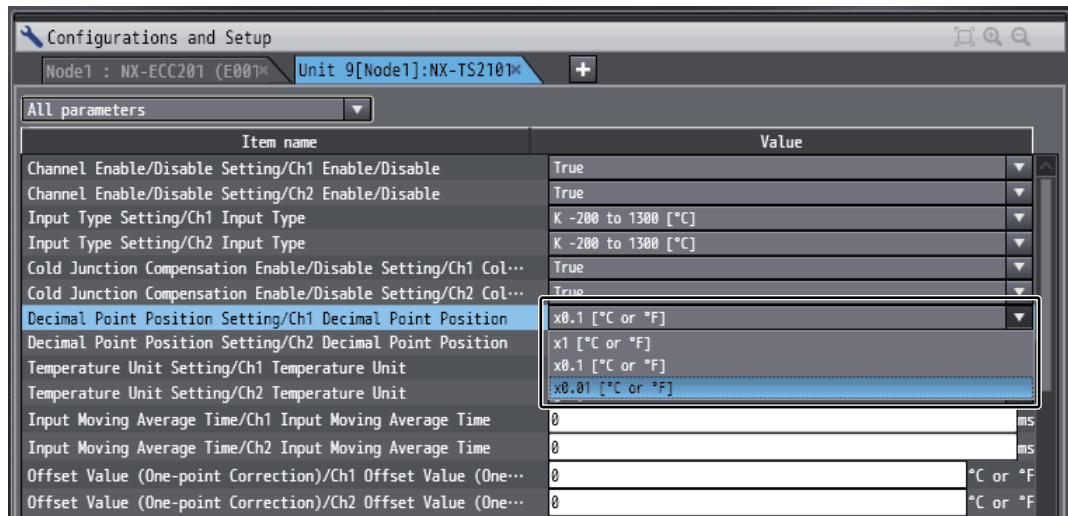 Configurations and Setup
Node1 : NX-ECC201 (E001 Unit 9[Node1]:NX-TS2101
All parameters
Item name Value
Channel Enable/Disable Setting/Ch1 Enable/Disable True
Channel Enable/Disable Setting/Ch2 Enable/Disable True
Input Type Setting/Ch1 Input Type K -200 to 1300 [°C]
Input Type Setting/Ch2 Input Type K -200 to 1300 [°C]
Cold Junction Compensation Enable/Disable Setting/Ch1 Col… True
Cold Junction Compensation Enable/Disable Setting/Ch2 Col… True
Decimal Point Position Setting/Ch1 Decimal Point Position x0.1 [°C or °F]
Decimal Point Position Setting/Ch2 Decimal Point Position x1 [°C or °F]
Temperature Unit Setting/Ch1 Temperature Unit x0.1 [°C or °F]
Temperature Unit Setting/Ch2 Temperature Unit x0.01 [°C or °F]
Input Moving Average Time/Ch1 Input Moving Average Time 0 ms
Input Moving Average Time/Ch2 Input Moving Average Time 0 ms
Offset Value (One-point Correction)/Ch1 Offset Value (One… 0 °C or °F
Offset Value (One-point Correction)/Ch2 Offset Value (One… 0 °C or °F